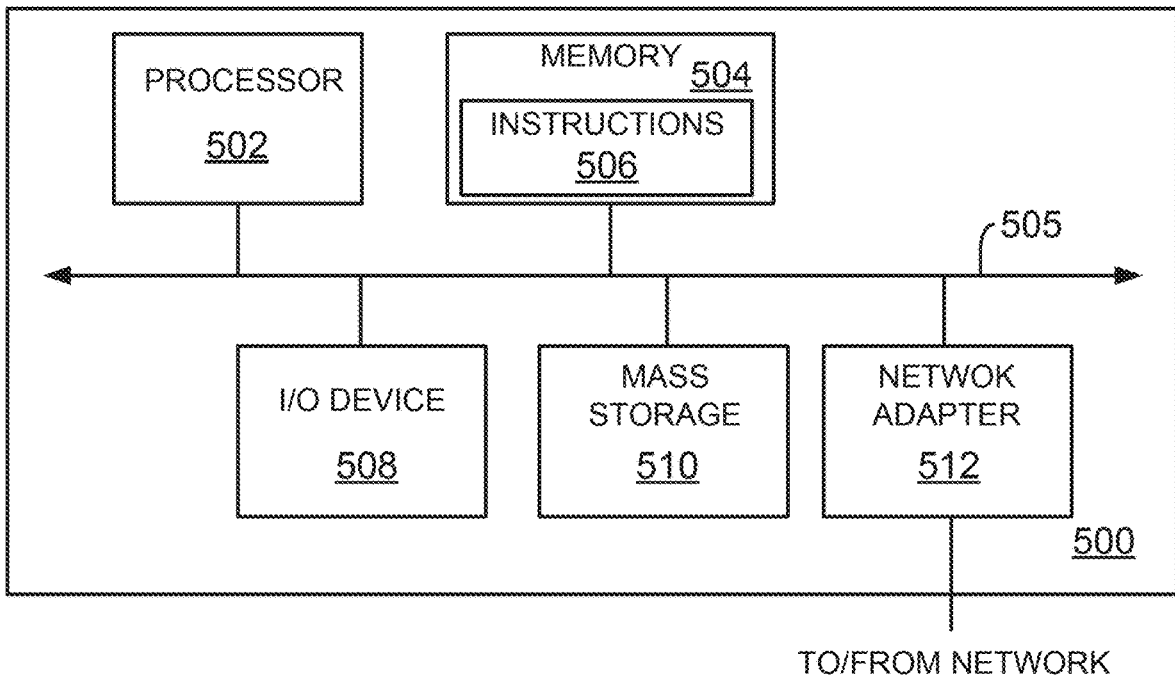 PROCESSOR
502
MEMORY
504
INSTRUCTIONS
506
505
I/O DEVICE
508
MASS
STORAGE
510
NETWOK
ADAPTER
512
500
TO/FROM NETWORK